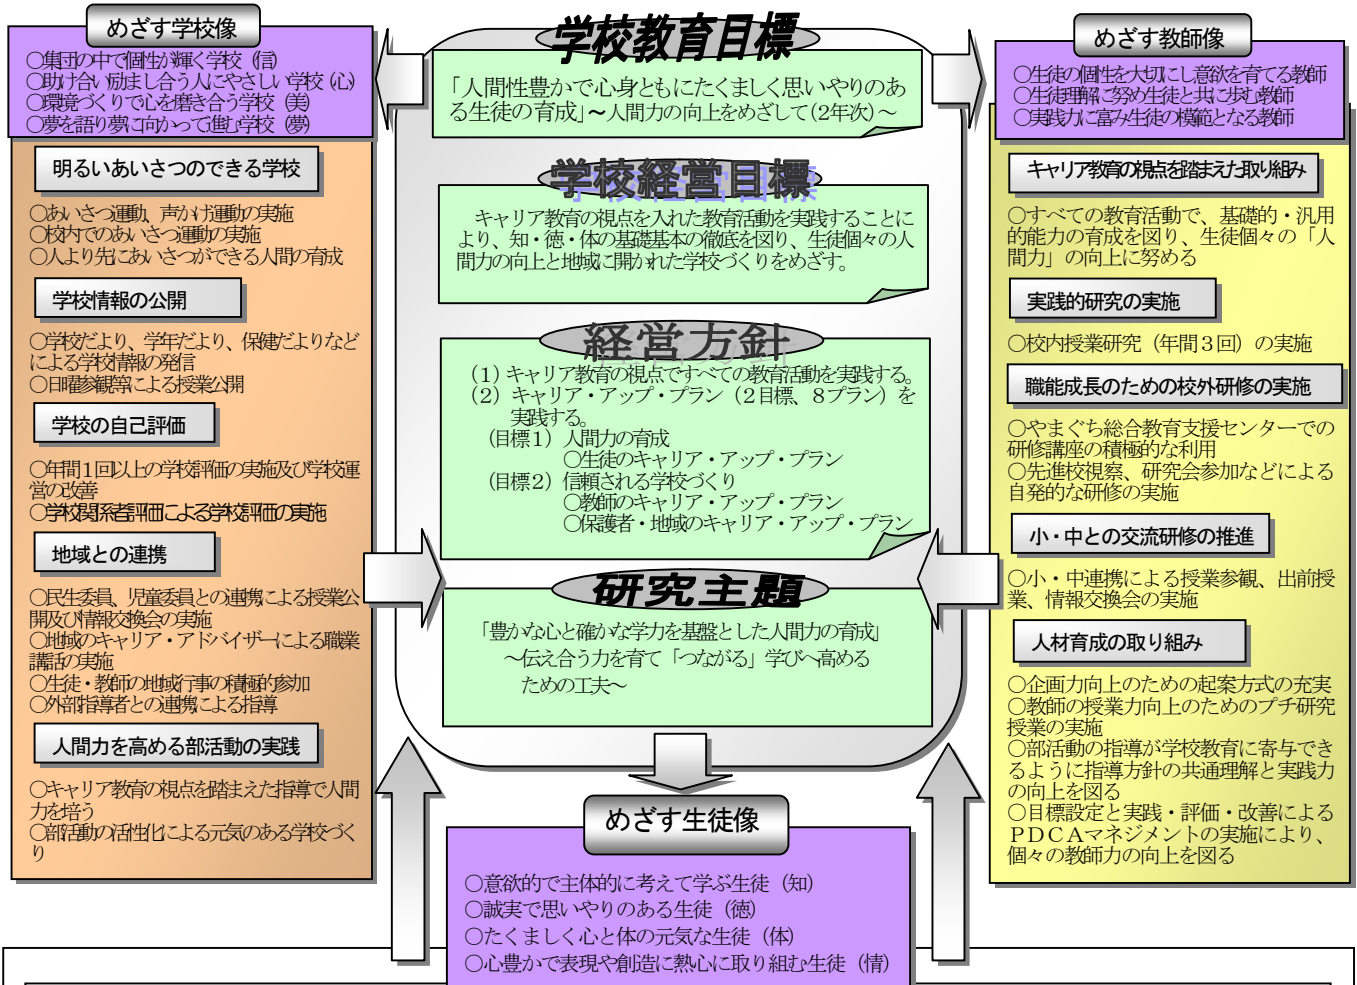 めざす学校像
○集団の中で個性が輝く学校（信）
○助け合い励まし合う人にやさしい学校（心）
○環境づくりで心を磨き合う学校（美）
○夢を語り夢に向かって進む学校（夢）
明るいあいさつのできる学校
○あいさつ運動、声かけ運動の実施
○校内でのあいさつ運動の実施
○人より先にあいさつができる人間の育成
学校情報の公開
○学校だより、学年だより、保健だよりなど
による学校情報の発信
○日曜参観等による授業公開
学校の自己評価
○年間１回以上の学校評価の実施及び学校運
営の改善
○学校関係者評価による学校評価の実施
地域との連携
○民生委員、児童委員との連携による授業公
開及び情報交換会の実施
○地域のキャリア・アドバイザーによる職業
講話の実施
○生徒・教師の地域行事の積極的参加
○外部指導者との連携による指導
人間力を高める部活動の実践
○キャリア教育の視点を踏まえた指導で人間
力を培う
○部活動の活性化による元気のある学校づく
り
学校教育目標
「人間性豊かで心身ともにたくましく思いやりのあ
る生徒の育成」～人間力の向上をめざして（2年次）～
学校経営目標
キャリア教育の視点を入れた教育活動を実践することに
より、知・徳・体の基礎基本の徹底を図り、生徒個々の人
間力の向上と地域に開かれた学校づくりをめざす。
経営方針
（1）キャリア教育の視点ですべての教育活動を実践する。
（2）キャリア・アップ・プラン（２目標、８プラン）を
実践する。
（目標１）人間力の育成
○生徒のキャリア・アップ・プラン
（目標２）信頼される学校づくり
○教師のキャリア・アップ・プラン
○保護者・地域のキャリア・アップ・プラン
研究主題
「豊かな心と確かな学力を基盤とした人間力の育成」
～伝え合う力を育て「つながる」学びへ高める
ための工夫～
めざす生徒像
○意欲的で主体的に考えて学ぶ生徒（知）
○誠実で思いやりのある生徒（徳）
○たくましく心と体の元気な生徒（体）
○心豊かで表現や創造に熱心に取り組む生徒（情）
めざす教師像
○生徒の個性を大切にし意欲を育てる教師
○生徒理解に努め生徒と共に歩む教師
○実践力に富み生徒の模範となる教師
キャリア教育の視点を踏まえた取り組み
○すべての教育活動で、基礎的・汎用
的能力の育成を図り、生徒個々の「人
間力」の向上に努める
実践的研究の実施
○校内授業研究（年間３回）の実施
職能成長のための校外研修の実施
○やまぐち総合教育支援センターでの
研修講座の積極的な利用
○先進校視察、研究会参加などによる
自発的な研修の実施
小・中との交流研修の推進
○小・中連携による授業参観、出前授
業、情報交換会の実施
人材育成の取り組み
○企画力向上のための起案方式の充実
○教師の授業力向上のためのプチ研究
授業の実施
○部活動の指導が学校教育に寄与でき
るように指導方針の共通理解と実践力
の向上を図る
○目標設定と実践・評価・改善による
ＰＤＣＡマネジメントの実施により、
個々の教師力の向上を図る